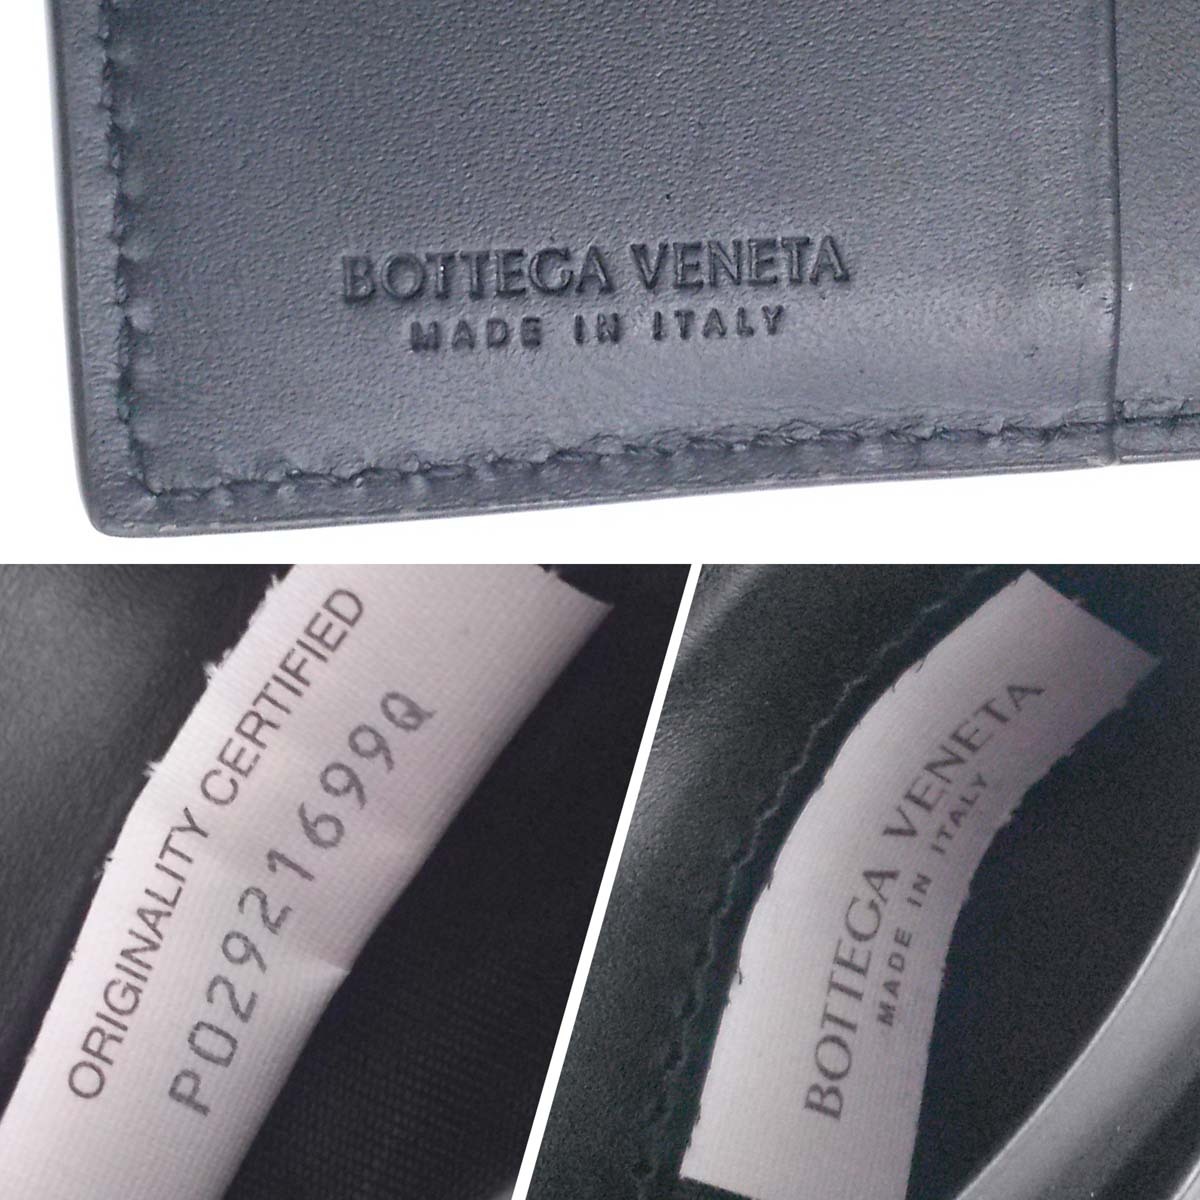 BOTTEGA VENETA
MADE IN ITALY
ORIGINALITY CERTIFIED
P02921699Q
BOTTEGA VENETA
MADE IN ITALY